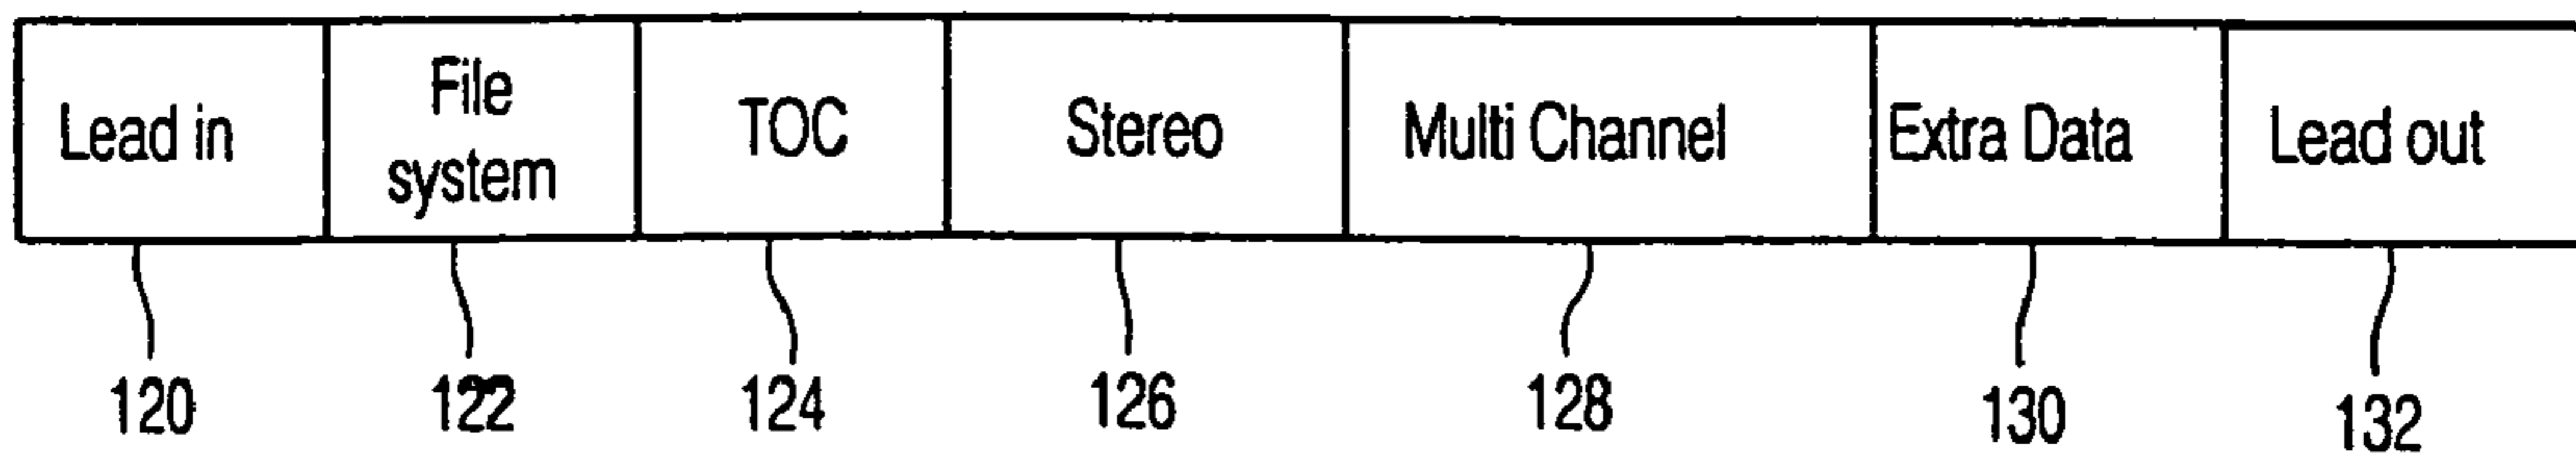 Lead in
File
system
TOC
Stereo
Multi Channel
Extra Data
Lead out
120
122
124
126
128
130
132